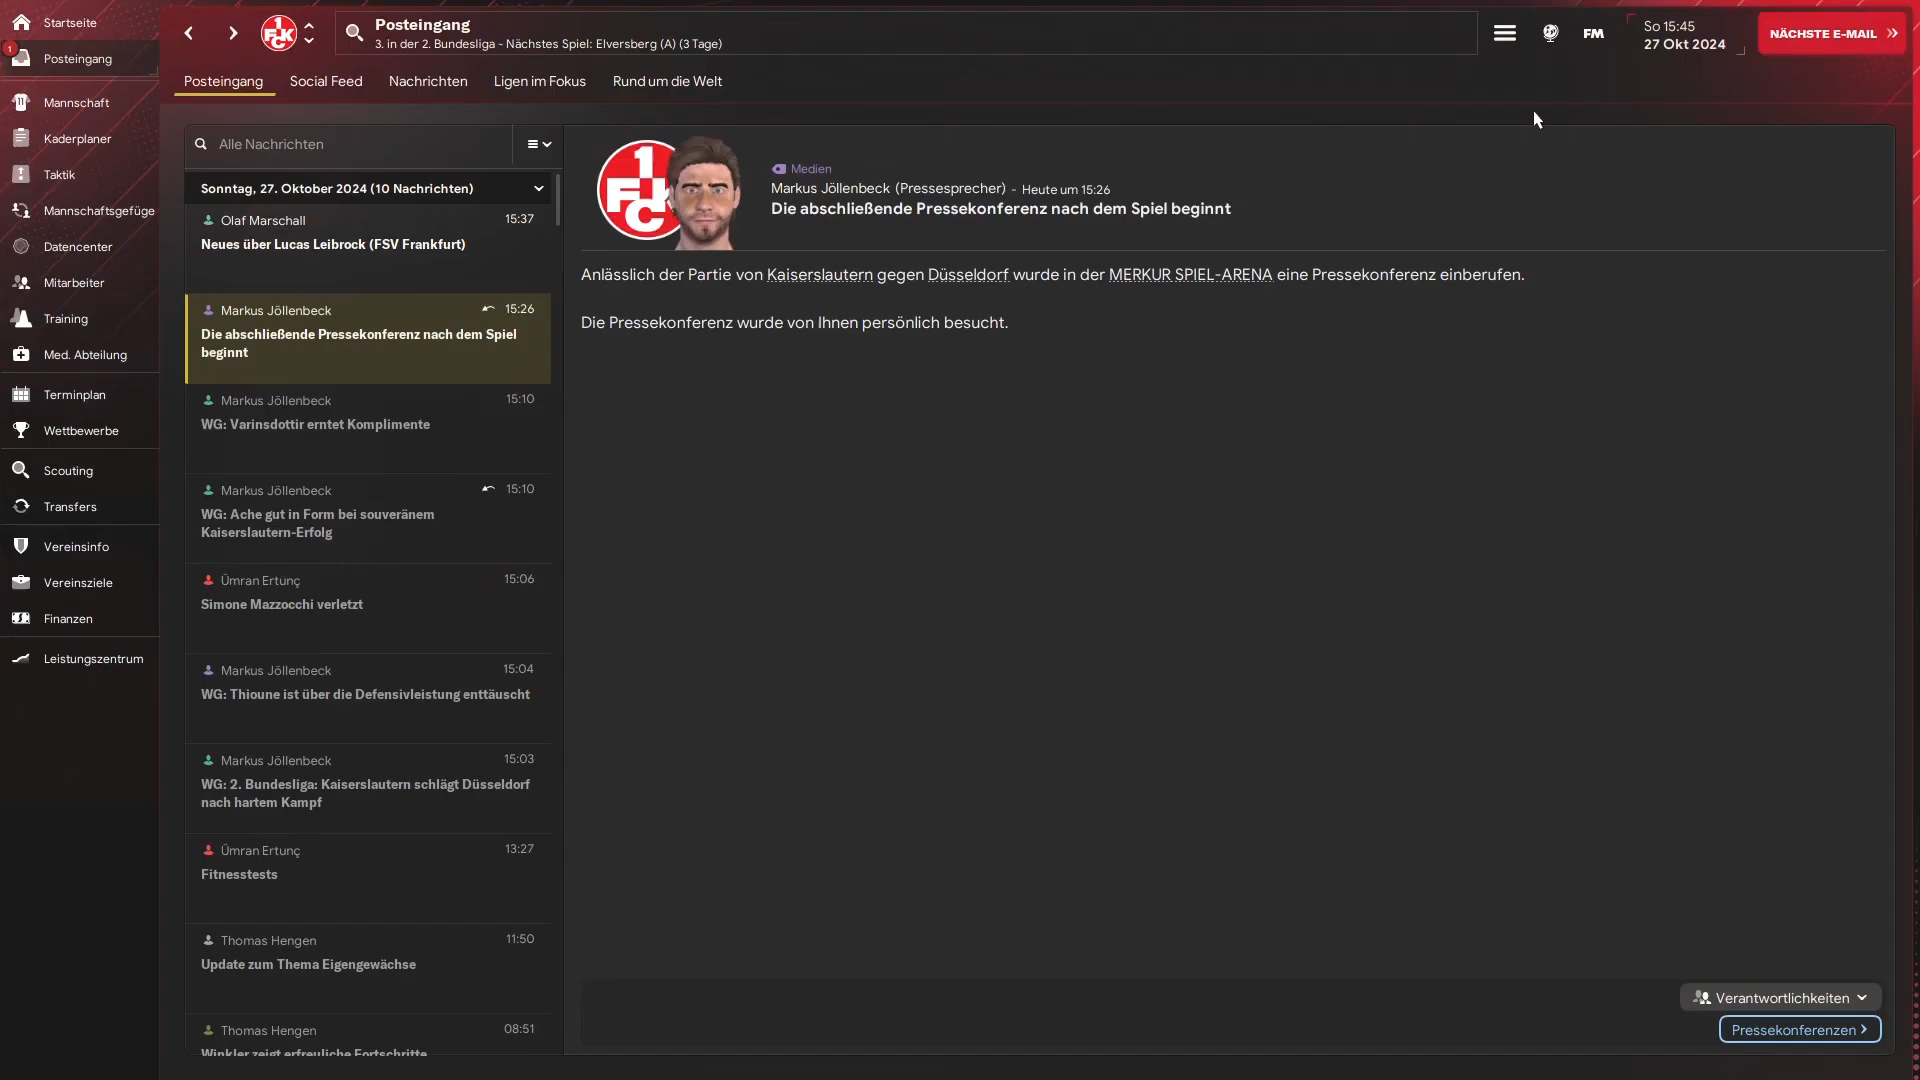 Startseite
1
Posteingang
Mannschaft
Kaderplaner
Taktik
Mannschaftsgefüge
Datencenter
Mitarbeiter
Training
Med. Abteilung
Terminplan
Wettbewerbe
Scouting
Transfers
Vereinsinfo
Vereinsziele
Finanzen
Leistungszentrum
1 FCK
Posteingang
3. in der 2. Bundesliga - Nächstes Spiel: Elversberg (A) (3 Tage)
FM
So 15:45
27 Okt 2024
NÄCHSTE E-MAIL
Posteingang Social Feed Nachrichten Ligen im Fokus Rund um die Welt
Alle Nachrichten
Sonntag, 27. Oktober 2024 (10 Nachrichten)
Olaf Marschall 15:37
Neues über Lucas Leibrock (FSV Frankfurt)
Markus Jöllenbeck 15:26
Die abschließende Pressekonferenz nach dem Spiel
beginnt
Markus Jöllenbeck 15:10
WG: Varinsdottir erntet Komplimente
Markus Jöllenbeck 15:10
WG: Ache gut in Form bei souveränem
Kaiserslautern-Erfolg
Ümran Ertunç 15:06
Simone Mazzocchi verletzt
Markus Jöllenbeck 15:04
WG: Thioune ist über die Defensivleistung enttäuscht
Markus Jöllenbeck 15:03
WG: 2. Bundesliga: Kaiserslautern schlägt Düsseldorf
nach hartem Kampf
Ümran Ertunç 13:27
Fitnesstests
Thomas Hengen 11:50
Update zum Thema Eigengewächse
Thomas Hengen 08:51
Winkler zeigt erfreuliche Fortschritte
1 FCK
Medien
Markus Jöllenbeck (Pressesprecher) - Heute um 15:26
Die abschließende Pressekonferenz nach dem Spiel beginnt
Anlässlich der Partie von Kaiserslautern gegen Düsseldorf wurde in der MERKUR SPIEL-ARENA eine Pressekonferenz einberufen.
Die Pressekonferenz wurde von Ihnen persönlich besucht.
Verantwortlichkeiten
Pressekonferenzen